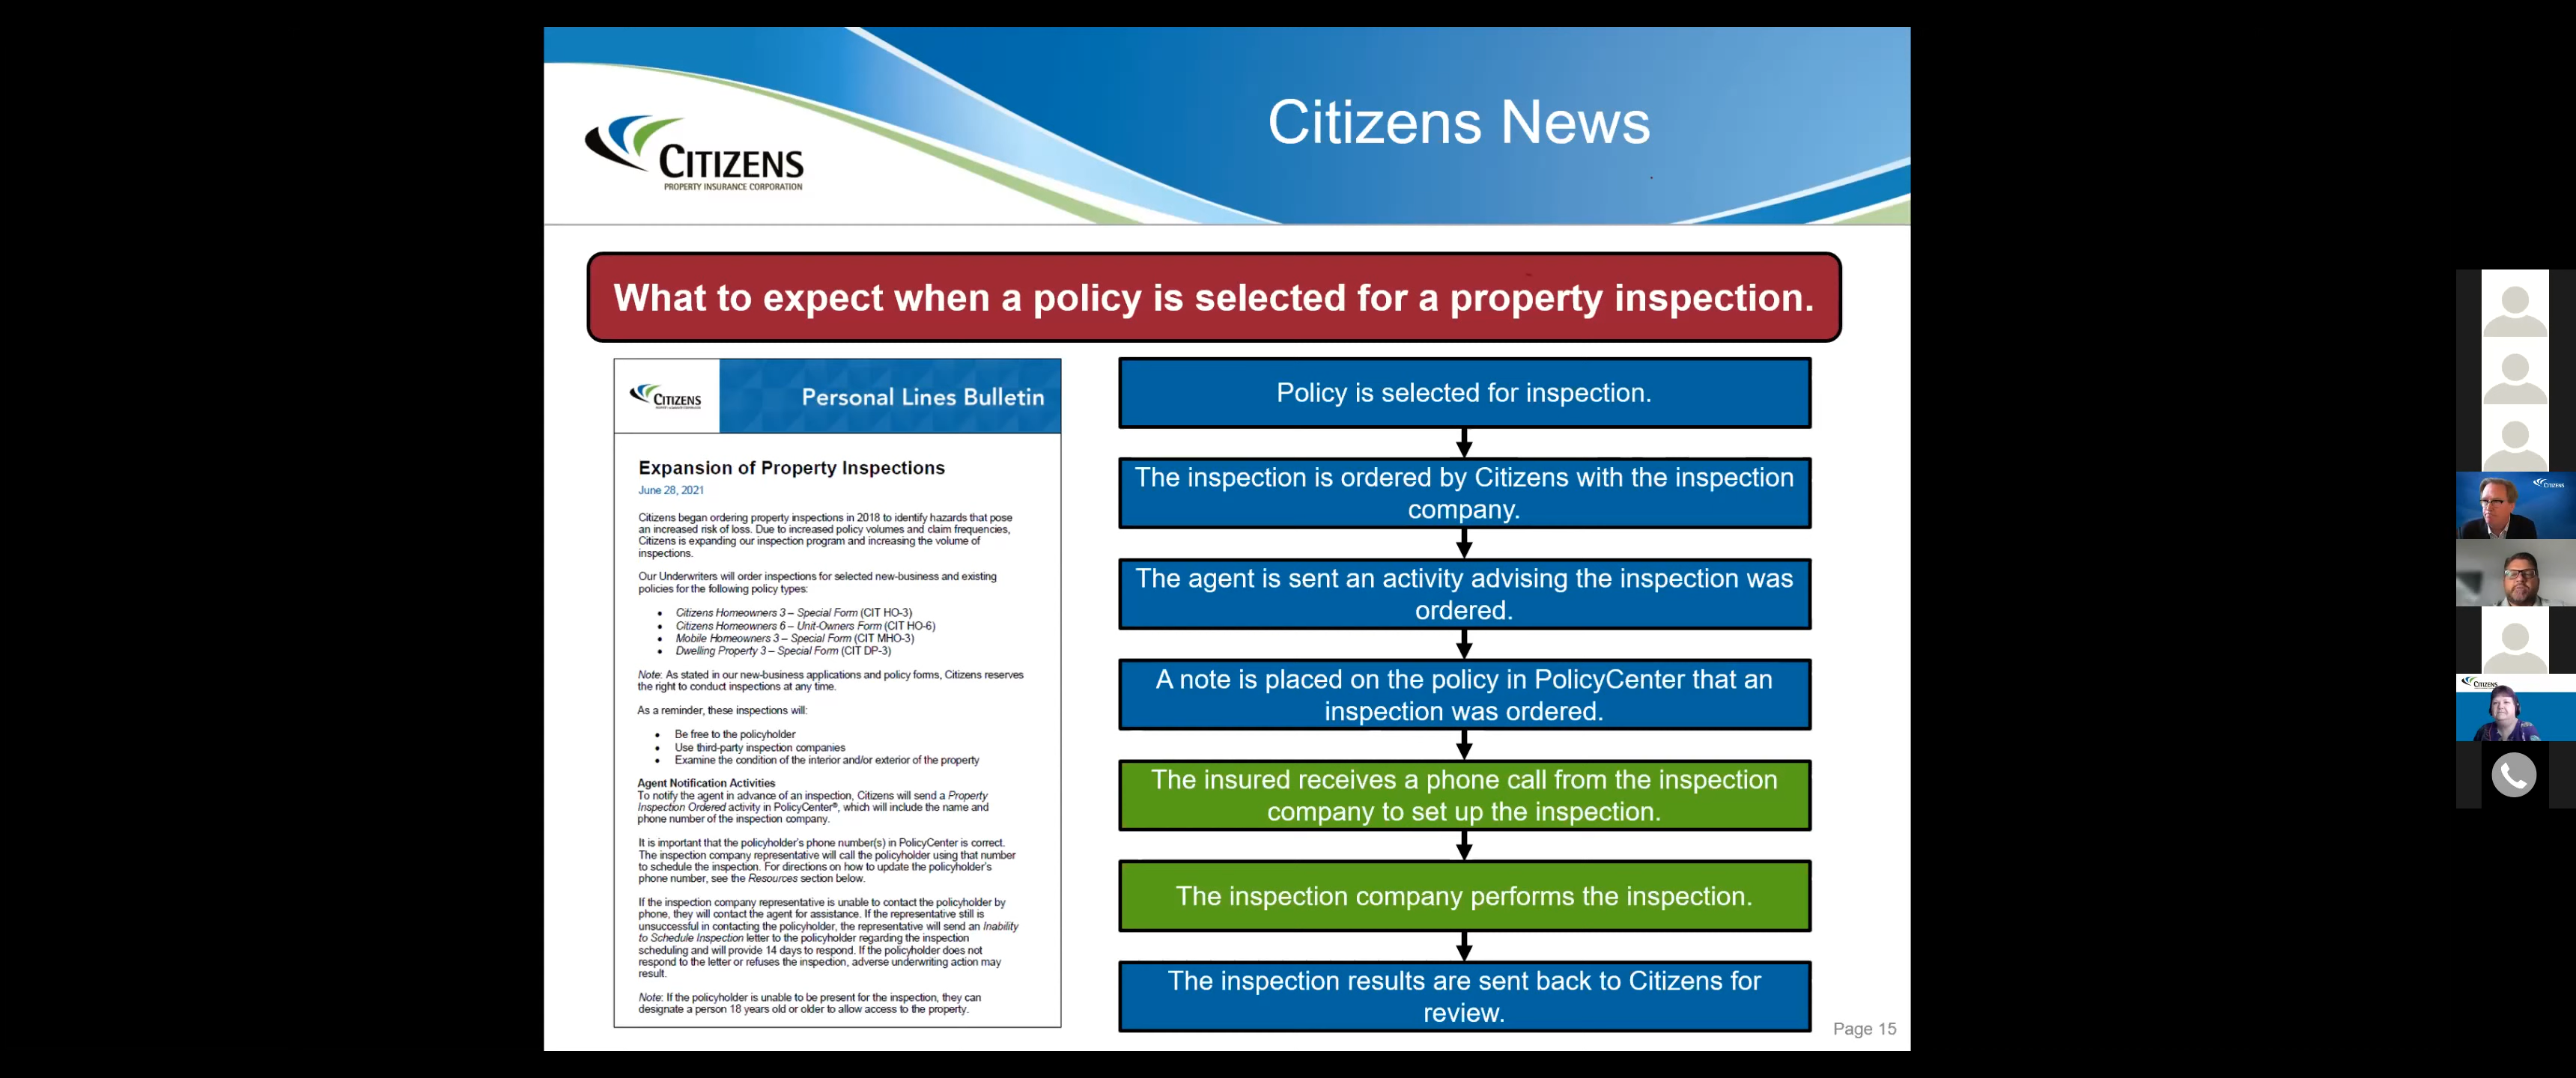 CITIZENS
PROPERTY INSURANCE CORPORATION
Citizens News
What to expect when a policy is selected for a property inspection.
CITIZENS
Personal Lines Bulletin
Expansion of Property Inspections
June 28, 2021
Citizens began ordering property inspections in 2018 to identify hazards that pose
an increased risk of loss. Due to increased policy volumes and claim frequencies,
Citizens is expanding our inspection program and increasing the volume of
inspections.
Our Underwriters will order inspections for selected new-business and existing
policies for the following policy types:
• Citizens Homeowners 3 – Special Form (CIT HO-3)
• Citizens Homeowners 6 – Unit-Owners Form (CIT HO-6)
• Mobile Homeowners 3 – Special Form (CIT MHO-3)
• Dwelling Property 3 – Special Form (CIT DP-3)
Note: As stated in our new-business applications and policy forms, Citizens reserves
the right to conduct inspections at any time.
As a reminder, these inspections will:
• Be free to the policyholder
• Use third-party inspection companies
• Examine the condition of the interior and/or exterior of the property
Agent Notification Activities
To notify the agent in advance of an inspection, Citizens will send a Property
Inspection Ordered activity in PolicyCenter®, which will include the name and
phone number of the inspection company.
It is important that the policyholder's phone number(s) in PolicyCenter is correct.
The inspection company representative will call the policyholder using that number
to schedule the inspection. For directions on how to update the policyholder's
phone number, see the Resources section below.
If the inspection company representative is unable to contact the policyholder by
phone, they will contact the agent for assistance. If the representative still is
unsuccessful in contacting the policyholder, the representative will send an Inability
to Schedule Inspection letter to the policyholder regarding the inspection
scheduling and will provide 14 days to respond. If the policyholder does not
respond to the letter or refuses the inspection, adverse underwriting action may
result.
Note: If the policyholder is unable to be present for the inspection, they can
designate a person 18 years old or older to allow access to the property.
Policy is selected for inspection.
The inspection is ordered by Citizens with the inspection
company.
The agent is sent an activity advising the inspection was
ordered.
A note is placed on the policy in PolicyCenter that an
inspection was ordered.
The insured receives a phone call from the inspection
company to set up the inspection.
The inspection company performs the inspection.
The inspection results are sent back to Citizens for
review.
Page 15
CITIZENS
CITIZENS